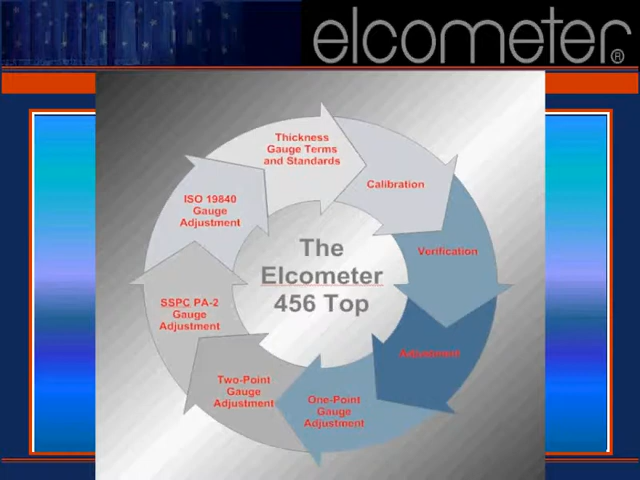 elcometer®
Thickness
Gauge Terms
and Standards
Calibration
Verification
Adjustment
One-Point
Gauge
Adjustment
Two-Point
Gauge
Adjustment
SSPC PA-2
Gauge
Adjustment
ISO 19840
Gauge
Adjustment
The
Elcometer
456 Top